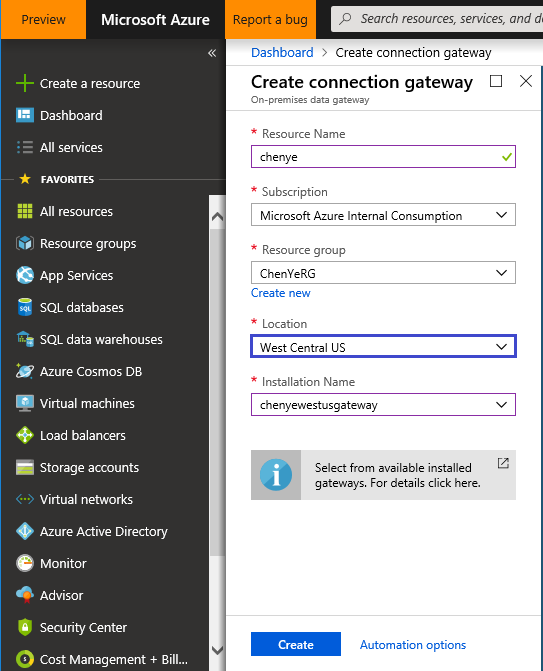 Preview
Microsoft Azure
Report a bug
Search resources, services, and do
«
Create a resource
Dashboard
All services
FAVORITES
All resources
Resource groups
App Services
SQL databases
SQL data warehouses
Azure Cosmos DB
Virtual machines
Load balancers
Storage accounts
Virtual networks
Azure Active Directory
Monitor
Advisor
Security Center
Cost Management + Bill...
Dashboard > Create connection gateway
Create connection gateway
On-premises data gateway
* Resource Name
chenye
* Subscription
Microsoft Azure Internal Consumption
* Resource group
ChenYeRG
Create new
* Location
West Central US
* Installation Name
chenyewestusgateway
Select from available installed
gateways. For details click here.
Create
Automation options